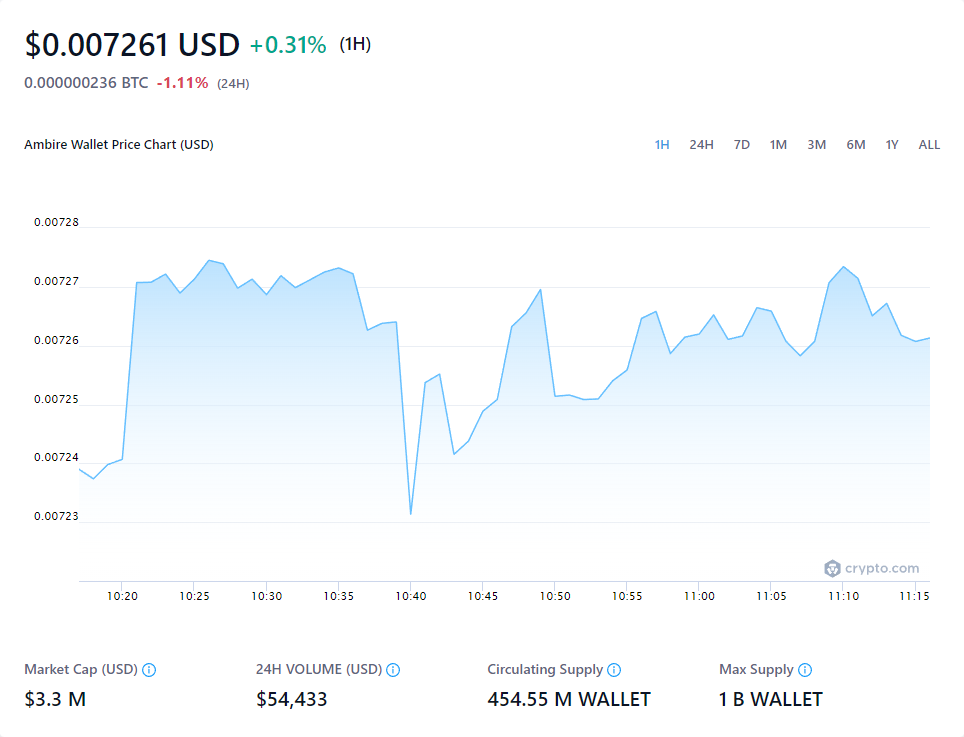 $0.007261 USD +0.31% (1H)
0.000000236 BTC -1.11% (24H)
Ambire Wallet Price Chart (USD) 1H 24H 7D 1M 3M 6M 1Y ALL
0.00728
0.00727
0.00726
0.00725
0.00724
0.00723
crypto.com
10:20 10:25 10:30 10:35 10:40 10:45 10:50 10:55 11:00 11:05 11:10 11:15
Market Cap (USD) 24H VOLUME (USD) Circulating Supply Max Supply
$3.3 M $54,433 454.55 M WALLET 1 B WALLET